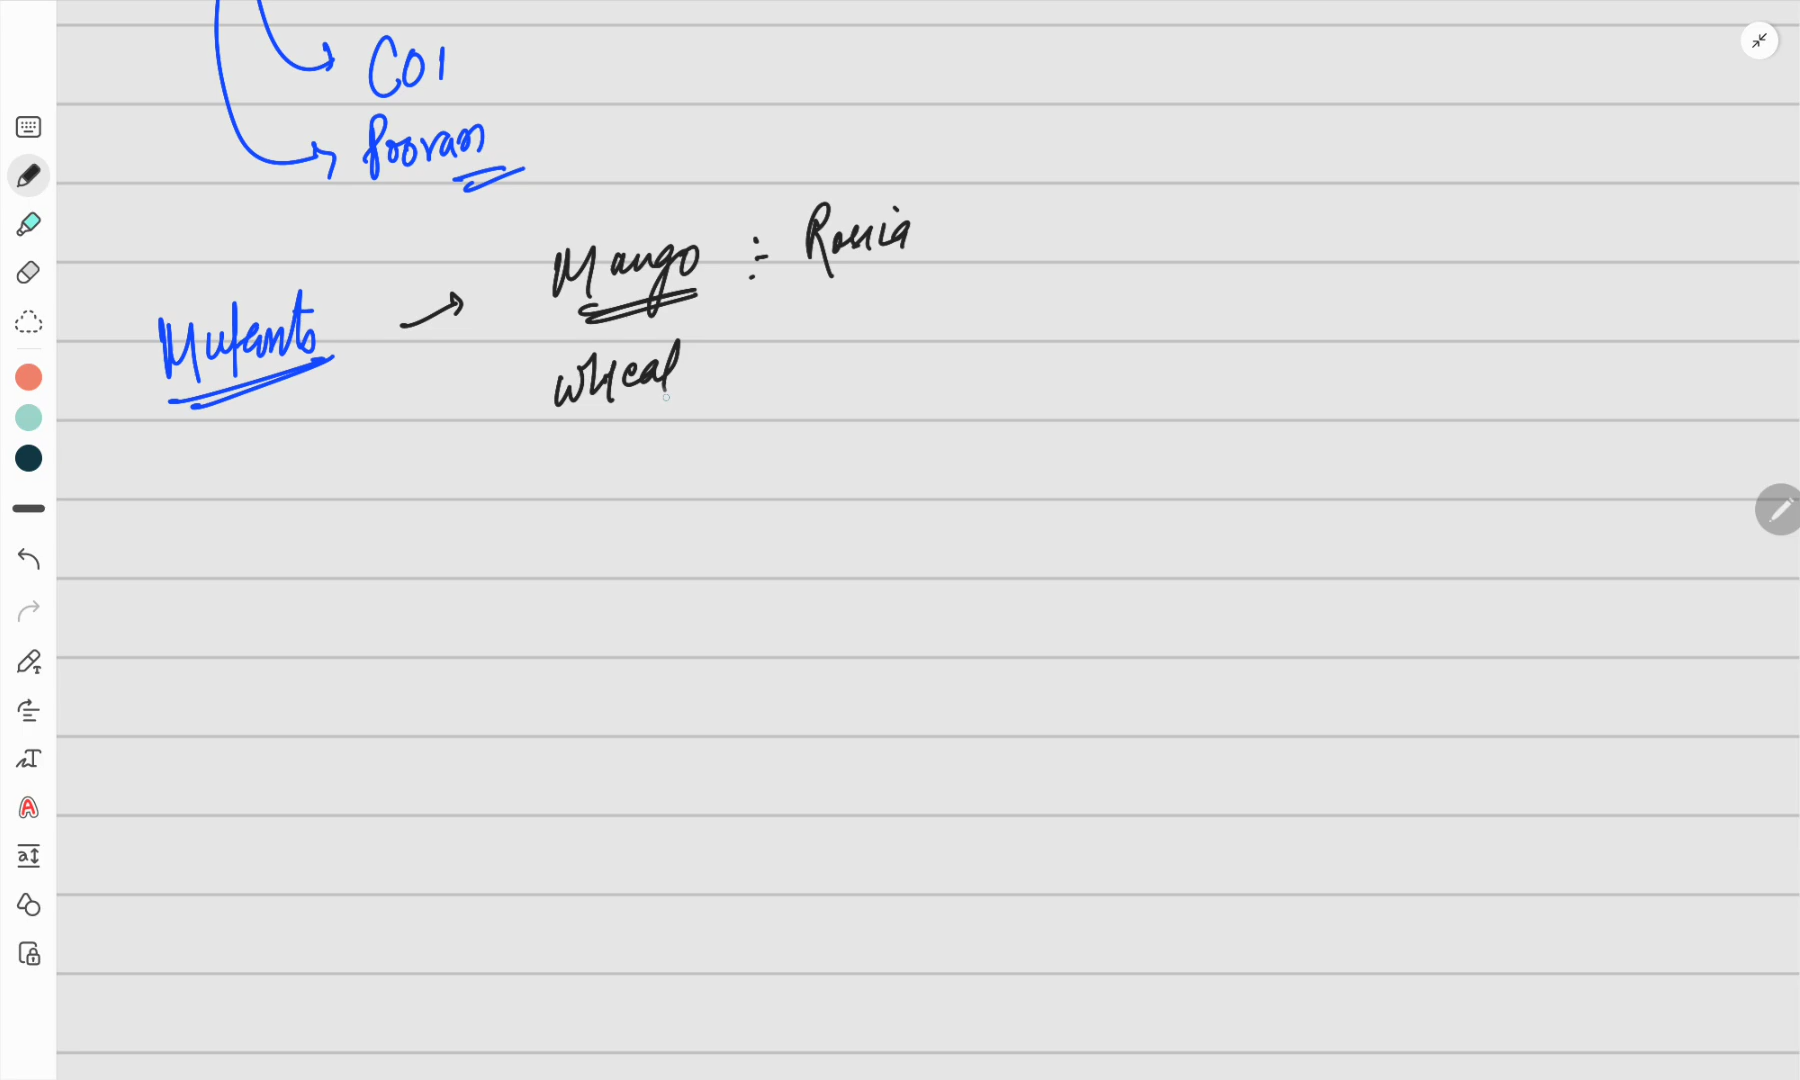 CO1
Pooran
Mutants → Mango :- Rosica
wheat